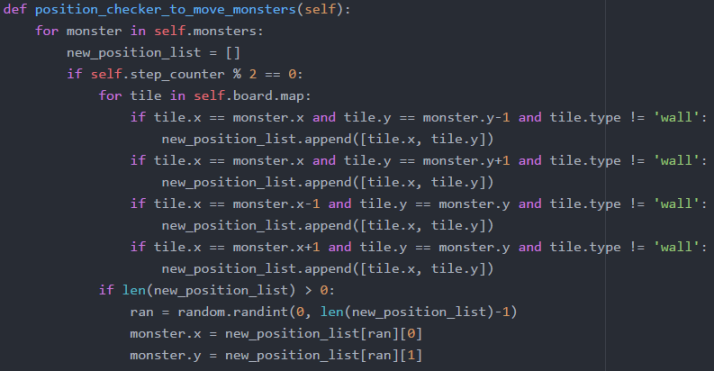 def position_checker_to_move_monsters(self):
    for monster in self.monsters:
        new_position_list = []
        if self.step_counter % 2 == 0:
            for tile in self.board.map:
                if tile.x == monster.x and tile.y == monster.y-1 and tile.type != 'wall':
                    new_position_list.append([tile.x, tile.y])
                if tile.x == monster.x and tile.y == monster.y+1 and tile.type != 'wall':
                    new_position_list.append([tile.x, tile.y])
                if tile.x == monster.x-1 and tile.y == monster.y and tile.type != 'wall':
                    new_position_list.append([tile.x, tile.y])
                if tile.x == monster.x+1 and tile.y == monster.y and tile.type != 'wall':
                    new_position_list.append([tile.x, tile.y])
            if len(new_position_list) > 0:
                ran = random.randint(0, len(new_position_list)-1)
                monster.x = new_position_list[ran][0]
                monster.y = new_position_list[ran][1]